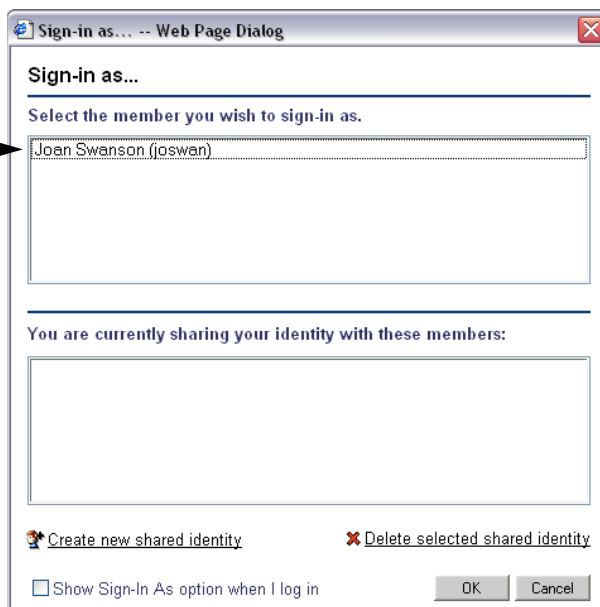 Sign-in as... -- Web Page Dialog
Sign-in as...
Select the member you wish to sign-in as.
Joan Swanson (joswan)
You are currently sharing your identity with these members:
Create new shared identity
Delete selected shared identity
Show Sign-In As option when I log in
OK
Cancel